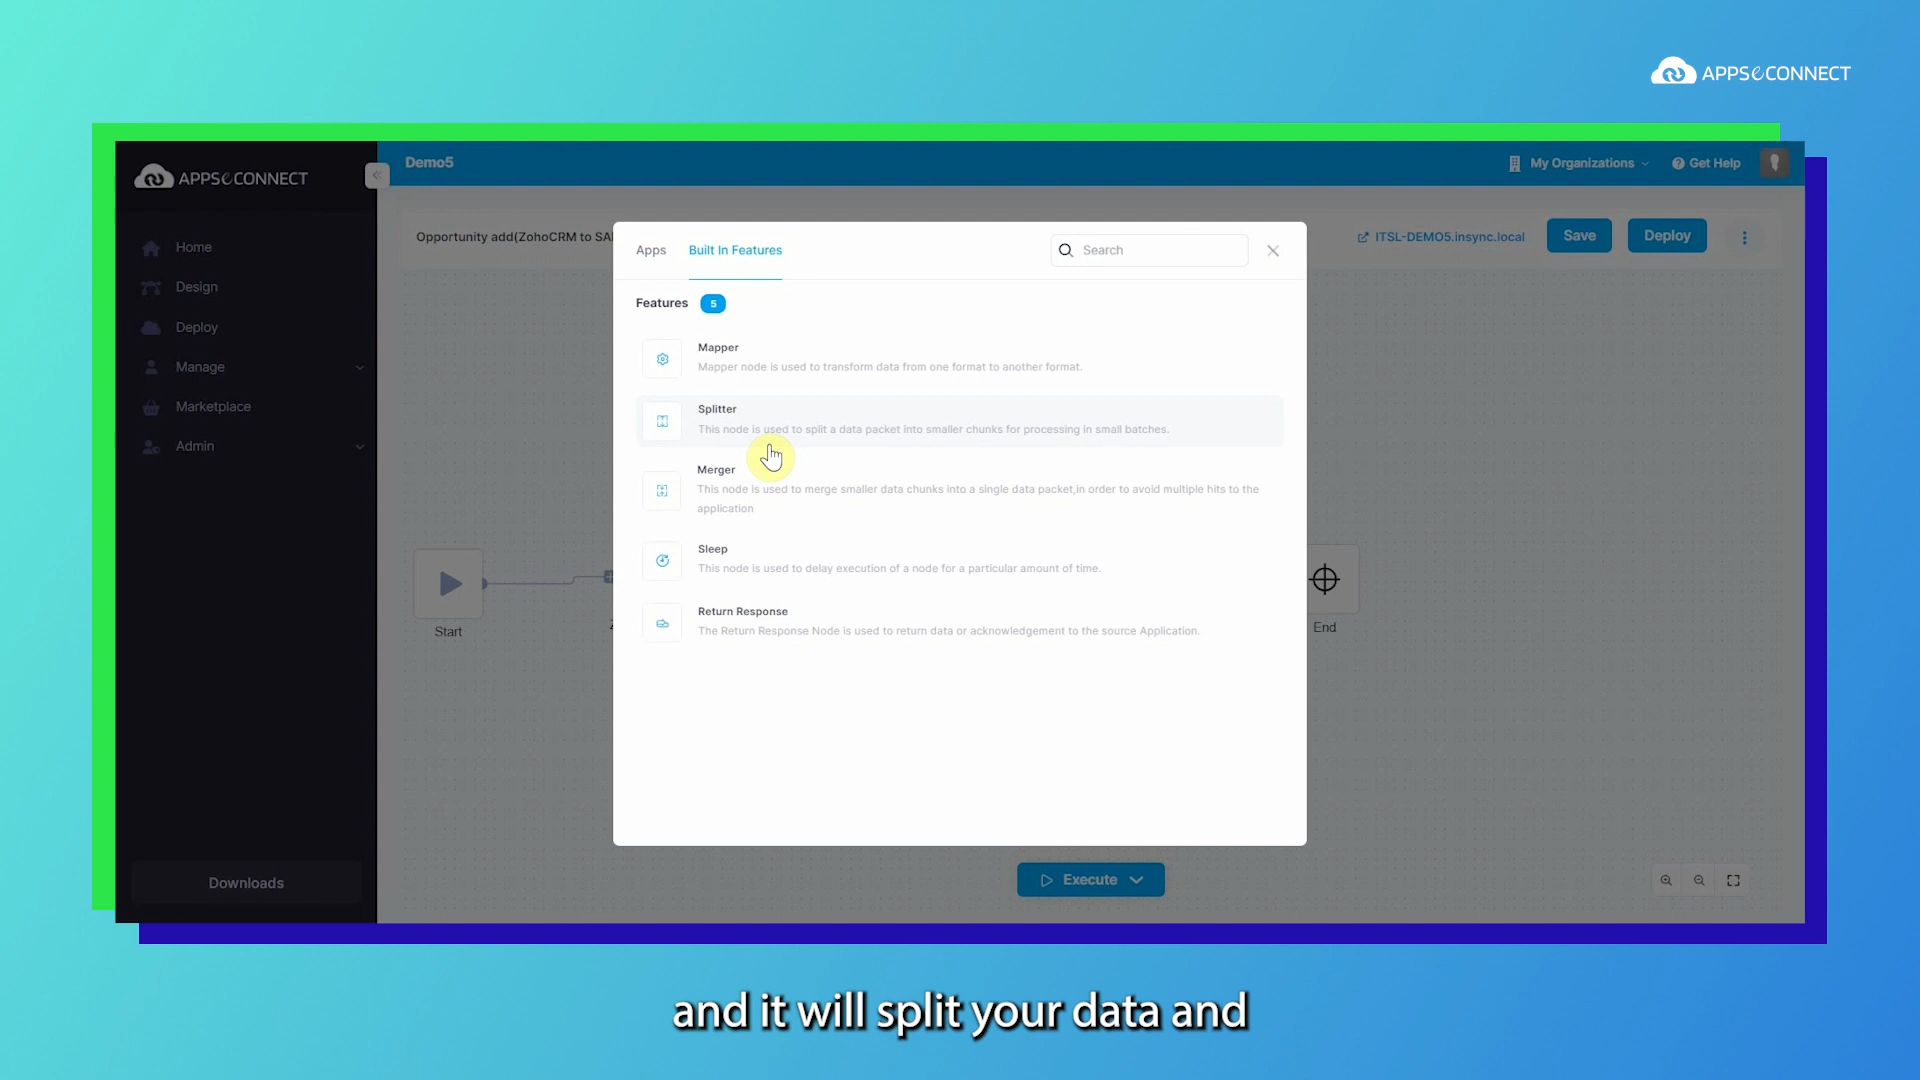 APPSeCONNECT
APPSeCONNECT
Demo5
My Organizations
Get Help
Home
Design
Deploy
Manage
Marketplace
Admin
Downloads
Opportunity add(ZohoCRM to SA
ITSL-DEMO5.insync.local
Save
Deploy
Apps
Built In Features
Search
Features 5
Mapper
Mapper node is used to transform data from one format to another format.
Splitter
This node is used to split a data packet into smaller chunks for processing in small batches.
Merger
This node is used to merge smaller data chunks into a single data packet,in order to avoid multiple hits to the
application
Sleep
This node is used to delay execution of a node for a particular amount of time.
Return Response
The Return Response Node is used to return data or acknowledgement to the source Application.
Start
End
Execute
and it will split your data and